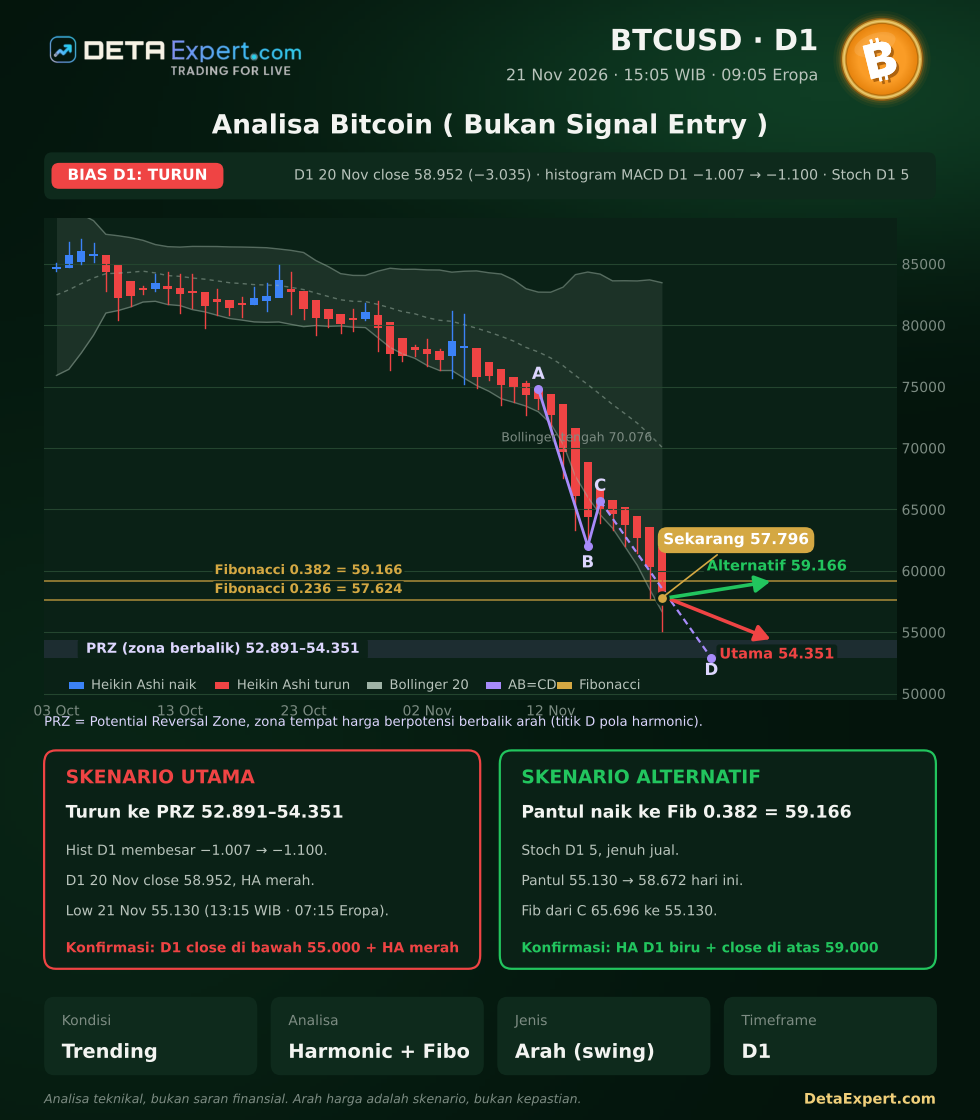 DETA Expert.com
TRADING FOR LIVE
BTCUSD · D1
21 Nov 2026 · 15:05 WIB · 09:05 Eropa
Analisa Bitcoin ( Bukan Signal Entry )
BIAS D1: TURUN
D1 20 Nov close 58.952 (−3.035) · histogram MACD D1 −1.007 → −1.100 · Stoch D1 5
85000
80000
75000
A
Bollinger tengah 70.076
70000
C
65000
Sekarang 57.796
B
Alternatif 59.166
Fibonacci 0.382 = 59.166
60000
Fibonacci 0.236 = 57.624
55000
PRZ (zona berbalik) 52.891–54.351
Utama 54.351
D
Heikin Ashi naik
Heikin Ashi turun
Bollinger 20
AB=CD
Fibonacci
50000
03 Oct
13 Oct
23 Oct
02 Nov
12 Nov
PRZ = Potential Reversal Zone, zona tempat harga berpotensi berbalik arah (titik D pola harmonic).
SKENARIO UTAMA
Turun ke PRZ 52.891–54.351
Hist D1 membesar −1.007 → −1.100.
D1 20 Nov close 58.952, HA merah.
Low 21 Nov 55.130 (13:15 WIB · 07:15 Eropa).
Konfirmasi: D1 close di bawah 55.000 + HA merah
SKENARIO ALTERNATIF
Pantul naik ke Fib 0.382 = 59.166
Stoch D1 5, jenuh jual.
Pantul 55.130 → 58.672 hari ini.
Fib dari C 65.696 ke 55.130.
Konfirmasi: HA D1 biru + close di atas 59.000
Kondisi
Trending
Analisa
Harmonic + Fibo
Jenis
Arah (swing)
Timeframe
D1
Analisa teknikal, bukan saran finansial. Arah harga adalah skenario, bukan kepastian.
DetaExpert.com